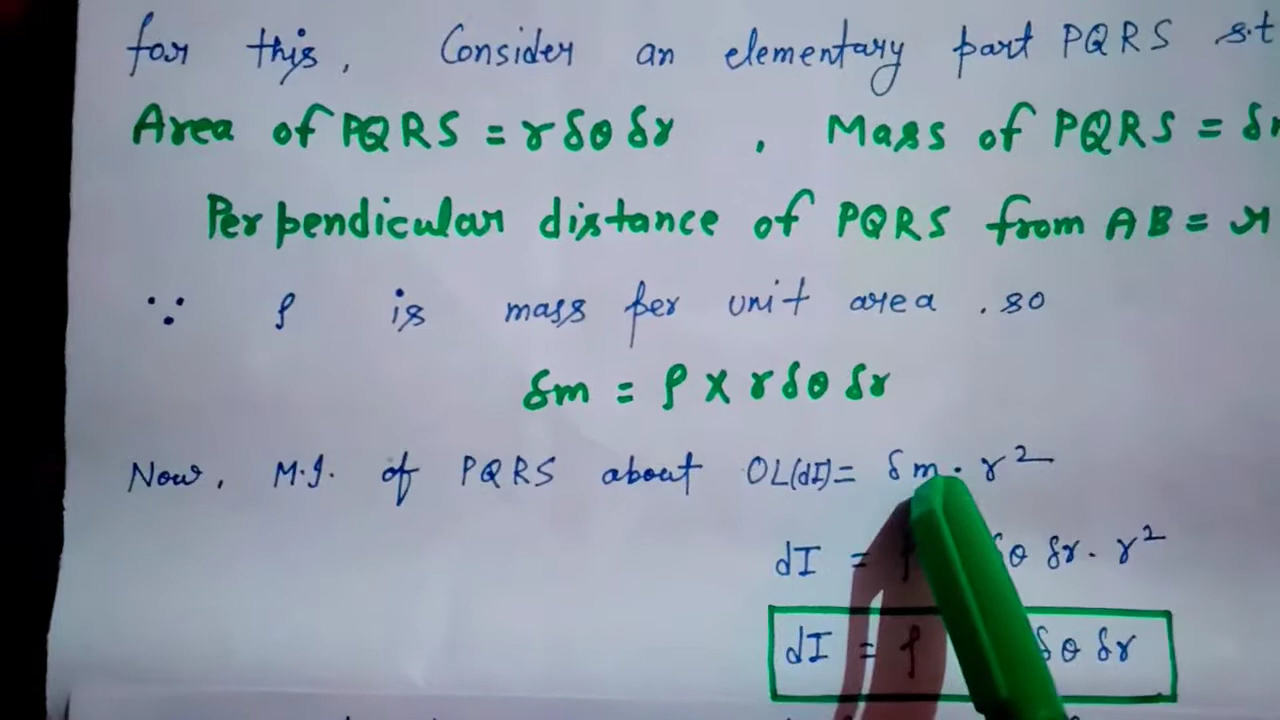 for this, Consider an elementary part PQRS s.t
Area of PQRS = r δθ δr , Mass of PQRS = δ
Perpendicular distance of PQRS from AB = r
∵ ρ is mass per unit area . so
δm = ρ × r δθ δr
Now, M.I. of PQRS about OL(dI) = δm · r²
dI = ρ δθ δr · r²
dI = ρ δθ δr